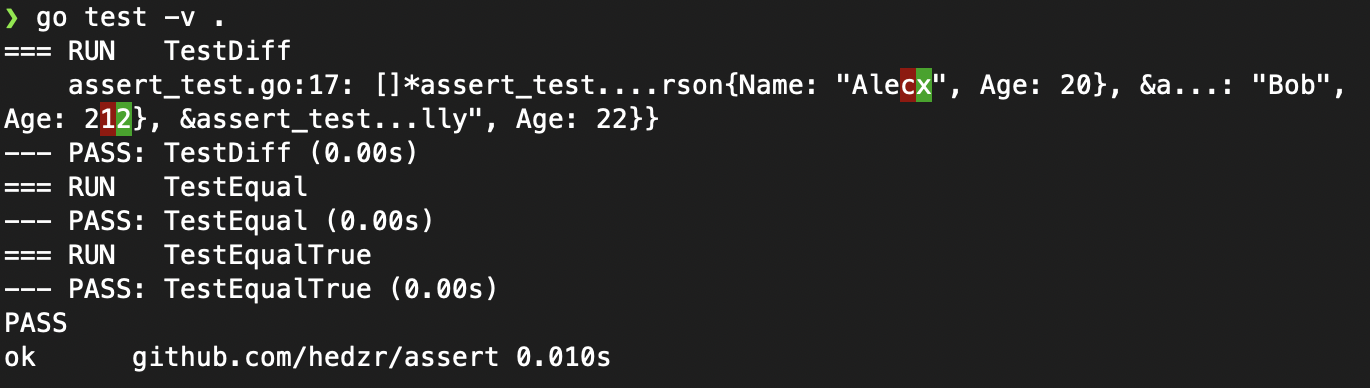 ❯ go test -v .
=== RUN   TestDiff
    assert_test.go:17: []*assert_test....rson{Name: "Alecx", Age: 20}, &a...: "Bob",
Age: 212}, &assert_test...lly", Age: 22}}
--- PASS: TestDiff (0.00s)
=== RUN   TestEqual
--- PASS: TestEqual (0.00s)
=== RUN   TestEqualTrue
--- PASS: TestEqualTrue (0.00s)
PASS
ok      github.com/hedzr/assert 0.010s